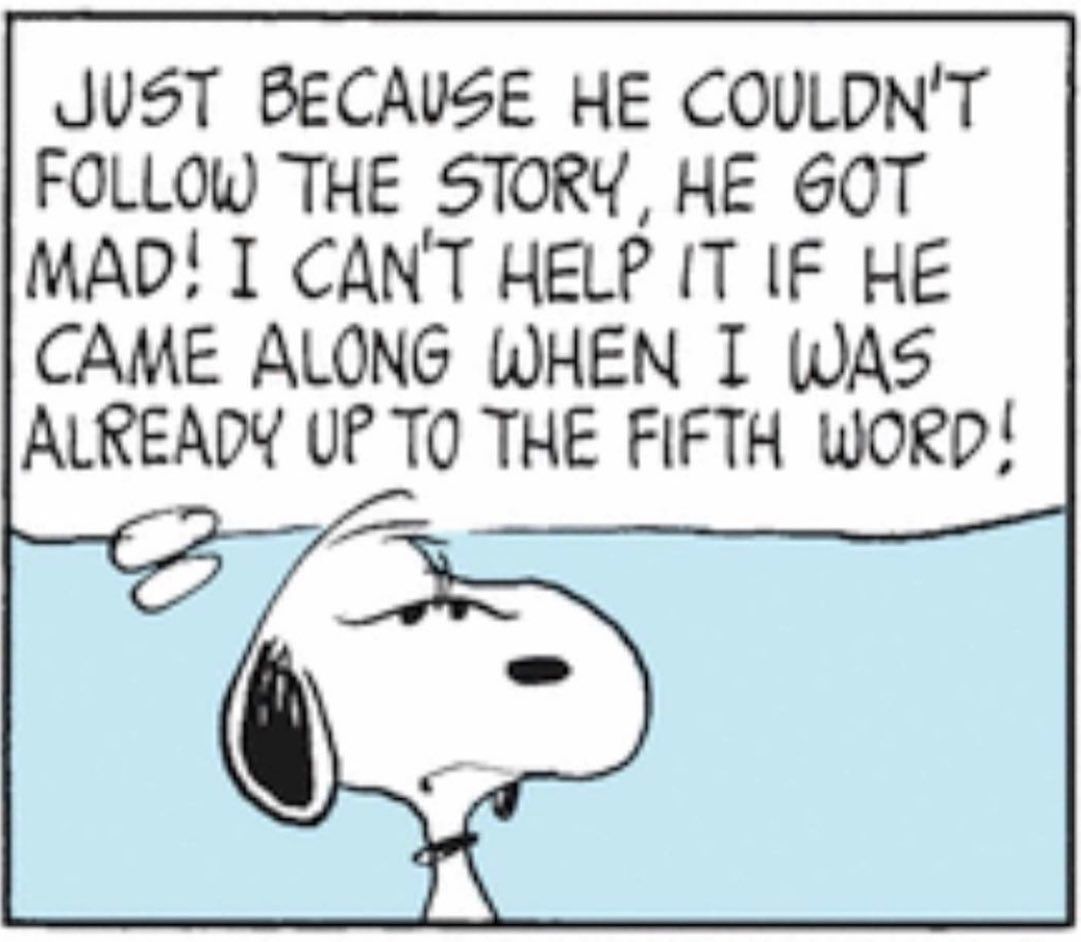 JUST BECAUSE HE COULDN'T
FOLLOW THE STORY, HE GOT
MAD! I CAN'T HELP IT IF HE
CAME ALONG WHEN I WAS
ALREADY UP TO THE FIFTH WORD!